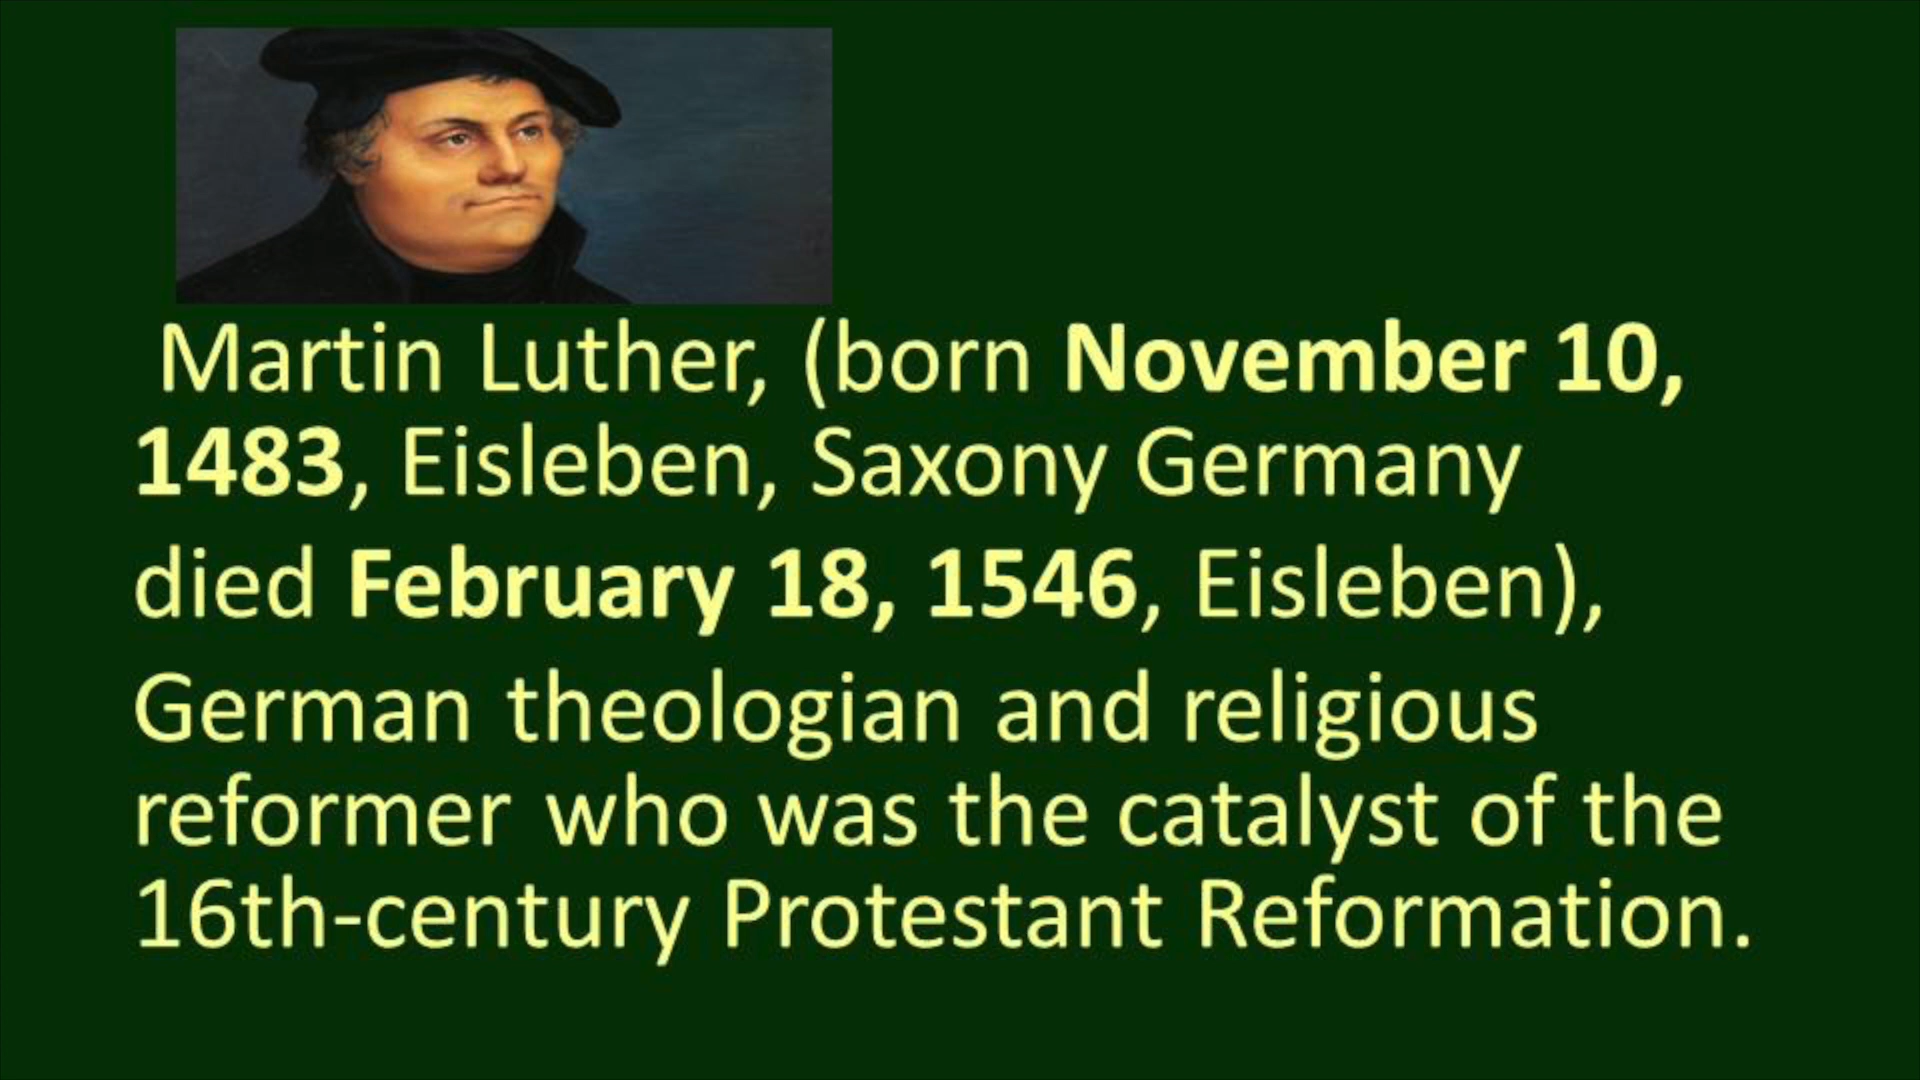 Martin Luther, (born November 10,
1483, Eisleben, Saxony Germany
died February 18, 1546, Eisleben),
German theologian and religious
reformer who was the catalyst of the
16th-century Protestant Reformation.